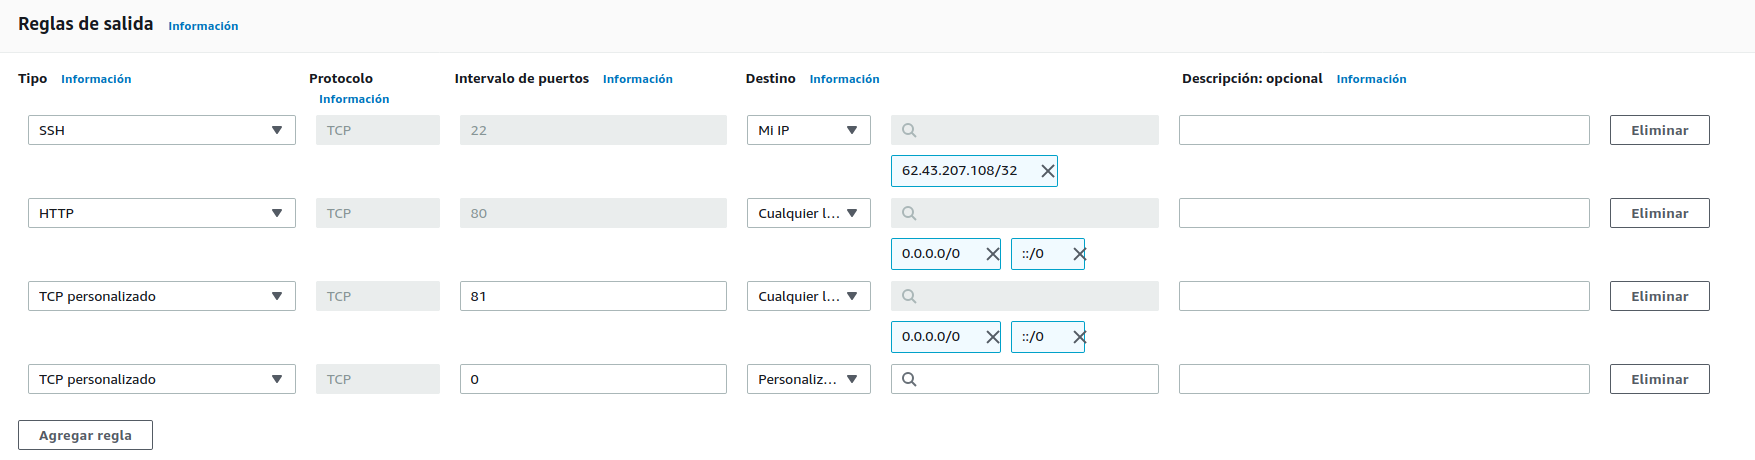 Reglas de salida Información
Tipo Información Protocolo Intervalo de puertos Información Destino Información Descripción: opcional Información
Información
SSH TCP 22 Mi IP Eliminar
62.43.207.108/32
HTTP TCP 80 Cualquier l... Eliminar
0.0.0.0/0 ::/0
TCP personalizado TCP 81 Cualquier l... Eliminar
0.0.0.0/0 ::/0
TCP personalizado TCP 0 Personaliz... Eliminar
Agregar regla